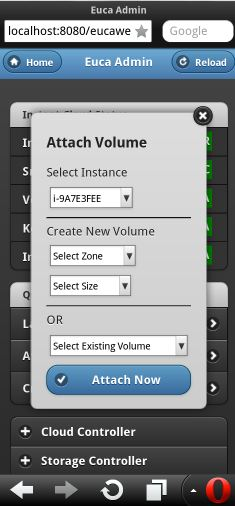 Euca Admin
localhost:8080/eucawe
Google
Home
Euca Admin
Reload
Attach Volume
Select Instance
i-9A7E3FEE
Create New Volume
Select Zone
Select Size
OR
Select Existing Volume
Attach Now
Cloud Controller
Storage Controller